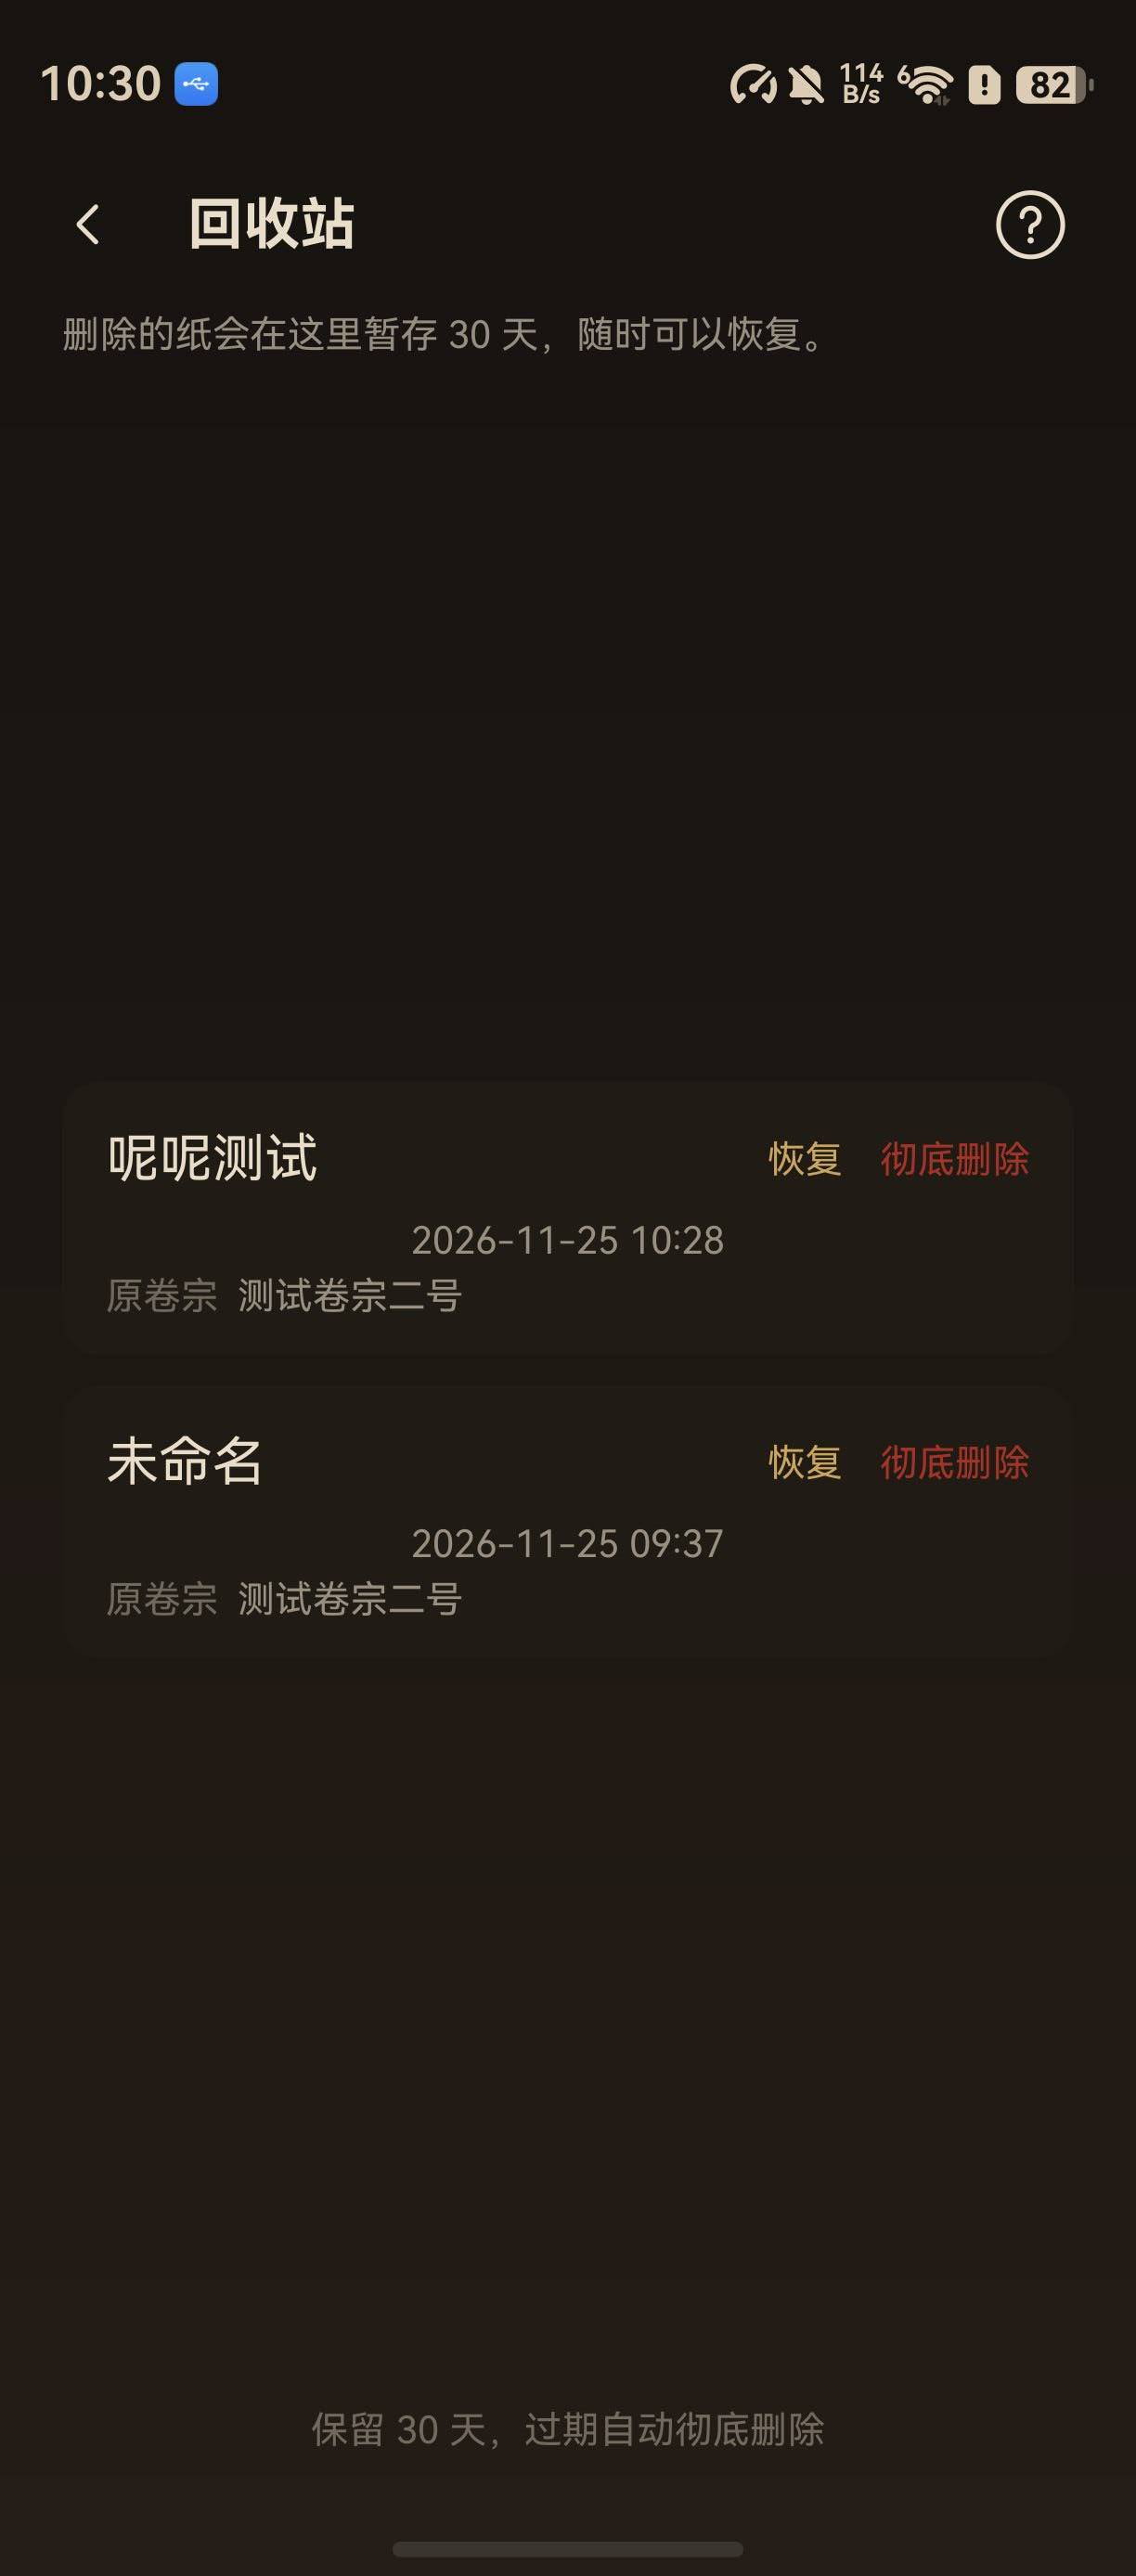 10:30 114 B/s 6 82
回收站
删除的纸会在这里暂存 30 天，随时可以恢复。
呢呢测试 恢复 彻底删除
2026-11-25 10:28
原卷宗 测试卷宗二号
未命名 恢复 彻底删除
2026-11-25 09:37
原卷宗 测试卷宗二号
保留 30 天，过期自动彻底删除